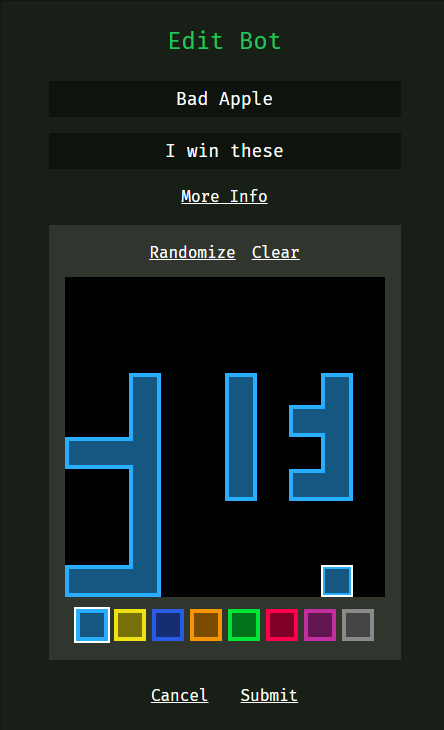 Edit Bot
Bad Apple
I win these
More Info
Randomize Clear
Cancel Submit